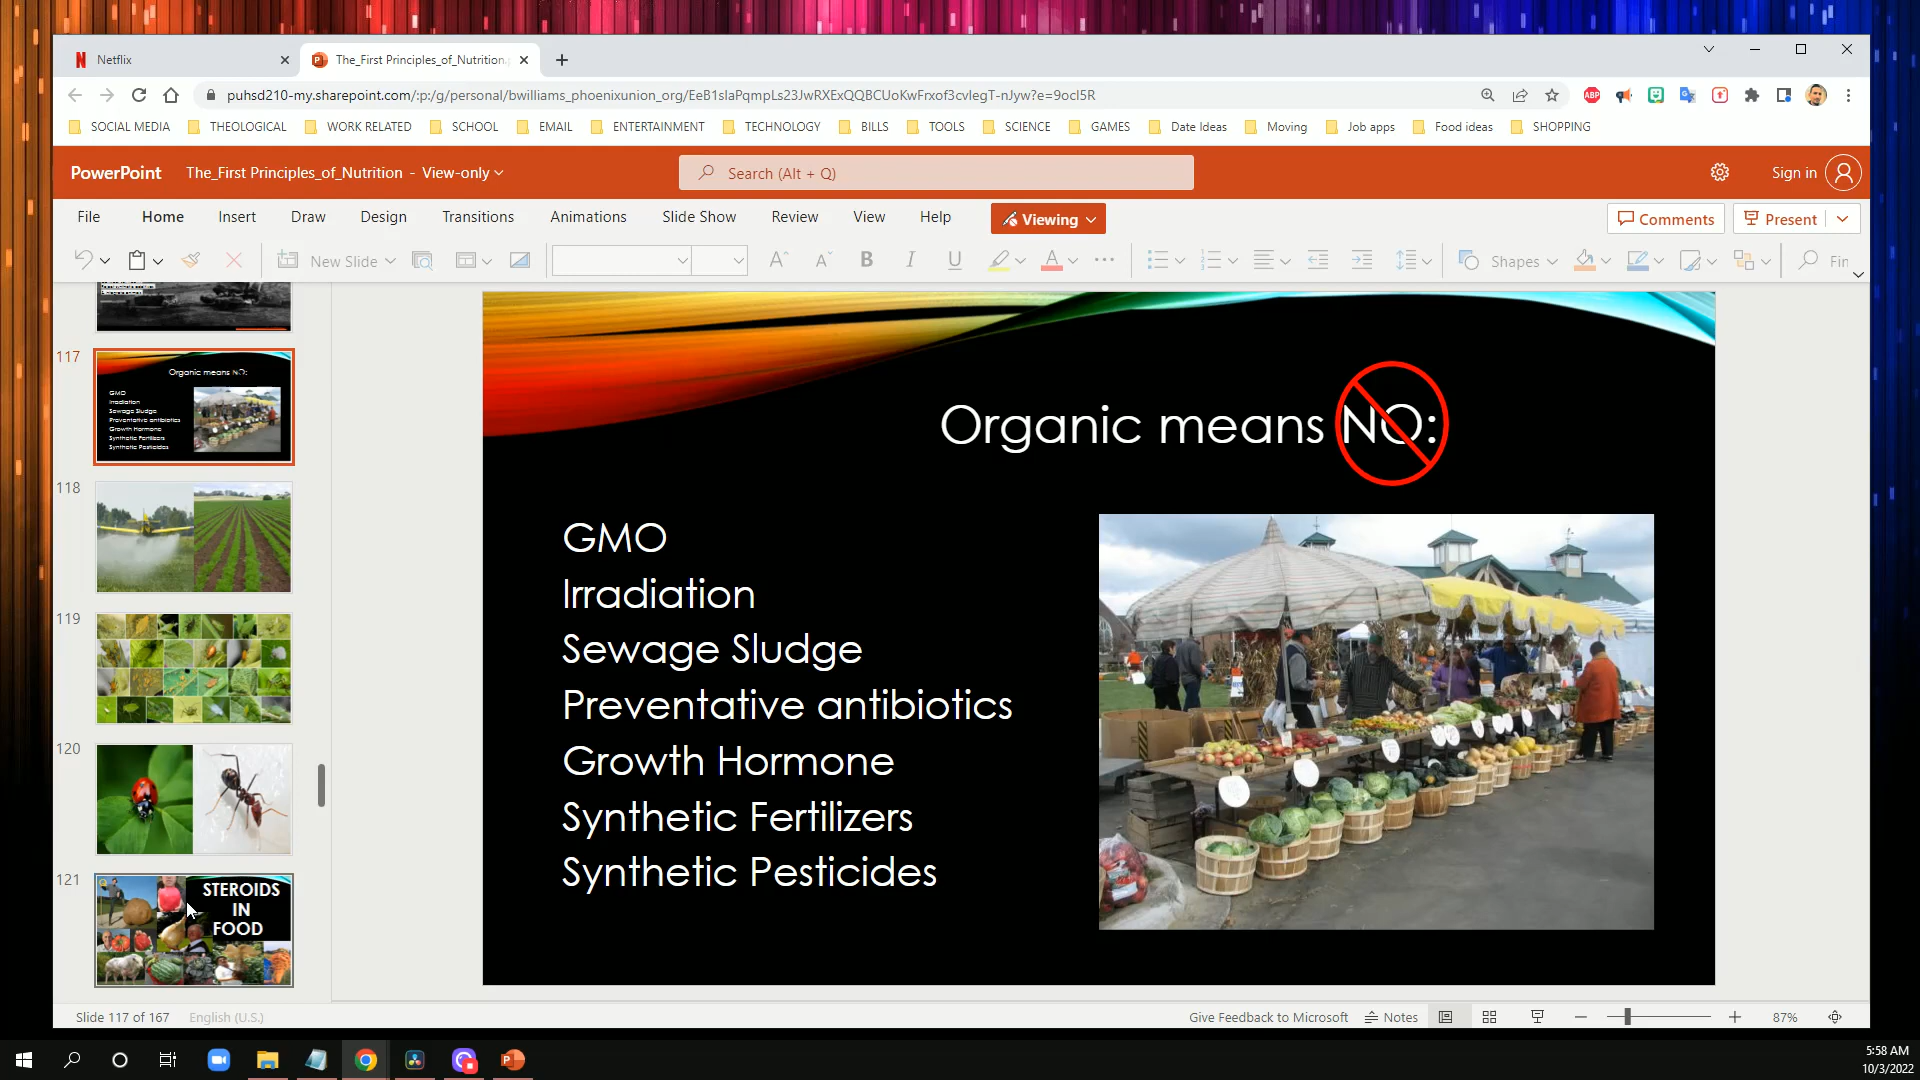 Netflix
The_First_Principles_of_Nutrition.
puhsd210-my.sharepoint.com/:p:/g/personal/bwilliams_phoenixunion_org/EeB1slaPqmpLs23JwRXExQQBCUoKwFrxof3cvlegT-nJyw?e=9ocI5R
ABP
SOCIAL MEDIA THEOLOGICAL WORK RELATED SCHOOL EMAIL ENTERTAINMENT TECHNOLOGY BILLS TOOLS SCIENCE GAMES Date Ideas Moving Job apps Food ideas SHOPPING
PowerPoint The_First Principles_of_Nutrition - View-only
Search (Alt + Q)
Sign in
File Home Insert Draw Design Transitions Animations Slide Show Review View Help Viewing Comments Present
New Slide
Shapes
Fir
117
Organic means NO:
GMO
Irradiation
Sewage Sludge
Preventative antibiotics
Growth Hormone
Synthetic Fertilizers
Synthetic Pesticides
118
119
120
121
STEROIDS
IN
FOOD
Organic means NO:
GMO
Irradiation
Sewage Sludge
Preventative antibiotics
Growth Hormone
Synthetic Fertilizers
Synthetic Pesticides
Slide 117 of 167 English (U.S.)
Give Feedback to Microsoft Notes 87%
5:58 AM
10/3/2022